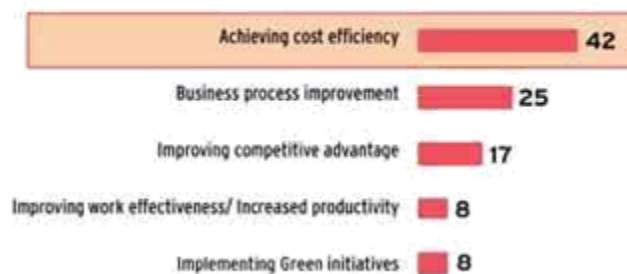 Achieving cost efficiency 42
Business process improvement 25
Improving competitive advantage 17
Improving work effectiveness/ Increased productivity 8
Implementing Green initiatives 8